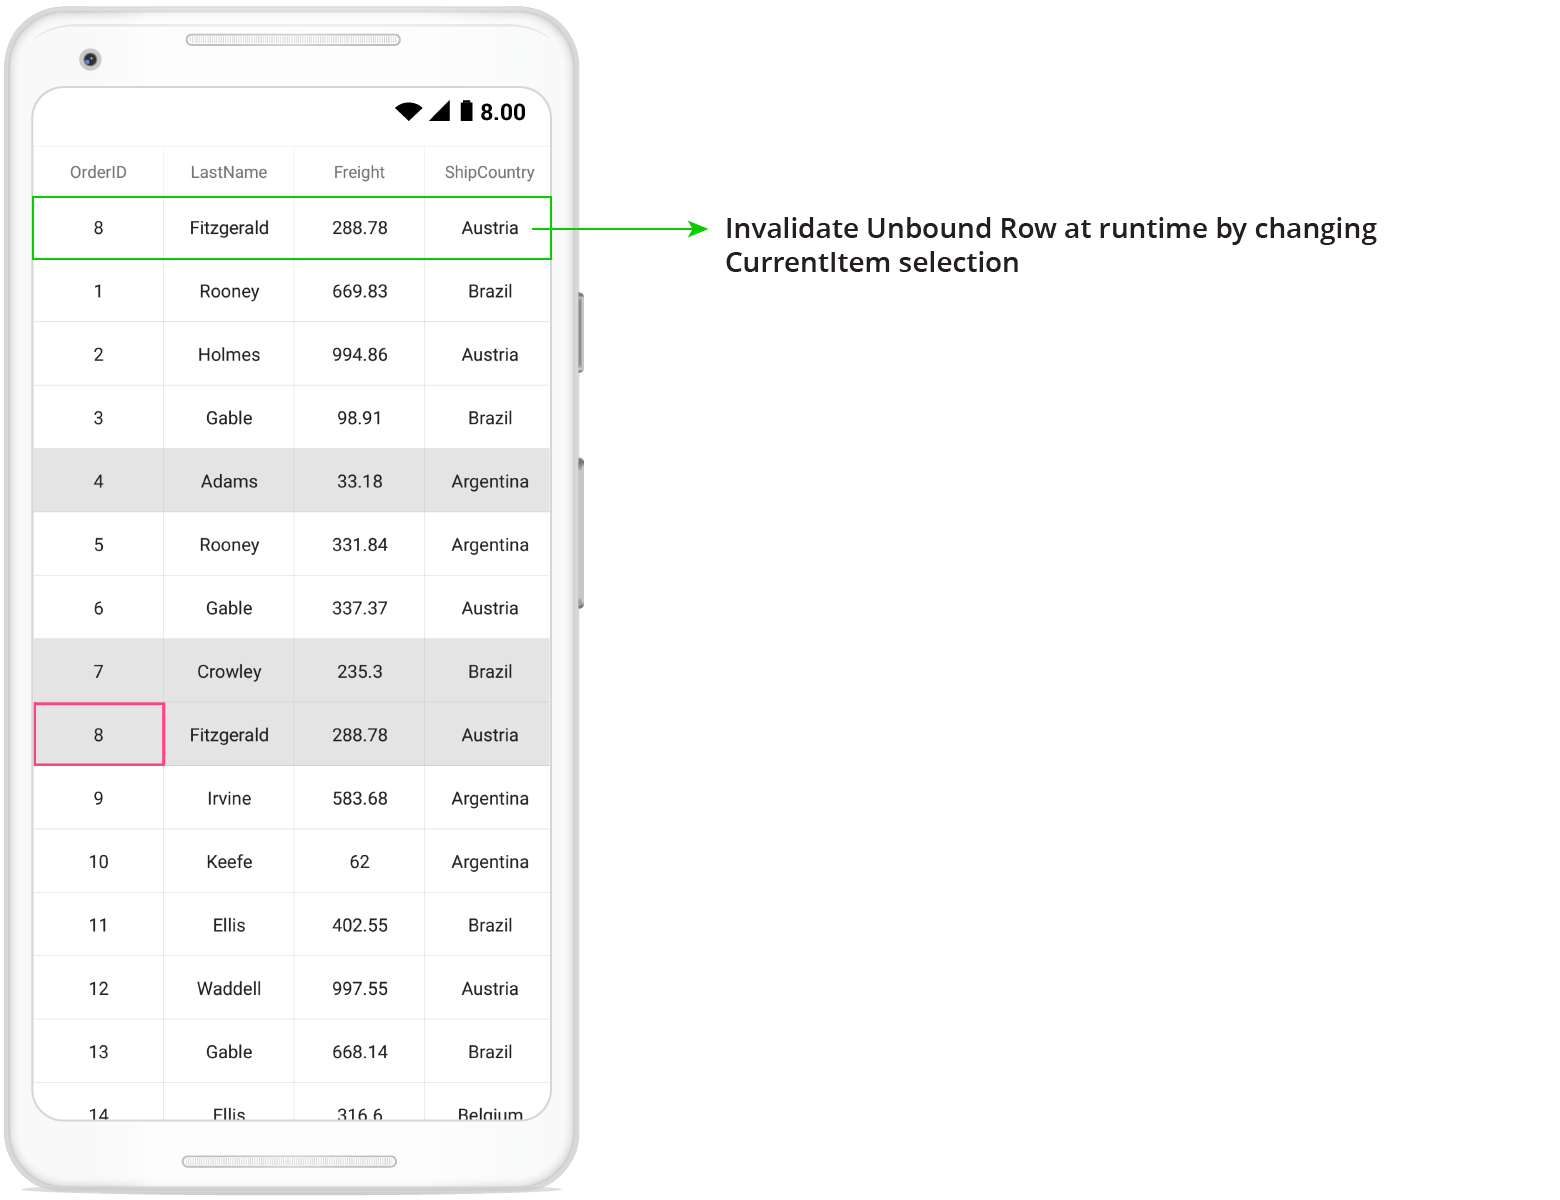 8.00
OrderID LastName Freight ShipCountry
8 Fitzgerald 288.78 Austria
Invalidate Unbound Row at runtime by changing
CurrentItem selection
1 Rooney 669.83 Brazil
2 Holmes 994.86 Austria
3 Gable 98.91 Brazil
4 Adams 33.18 Argentina
5 Rooney 331.84 Argentina
6 Gable 337.37 Austria
7 Crowley 235.3 Brazil
8 Fitzgerald 288.78 Austria
9 Irvine 583.68 Argentina
10 Keefe 62 Argentina
11 Ellis 402.55 Brazil
12 Waddell 997.55 Austria
13 Gable 668.14 Brazil
14 Ellis 316.6 Belgium